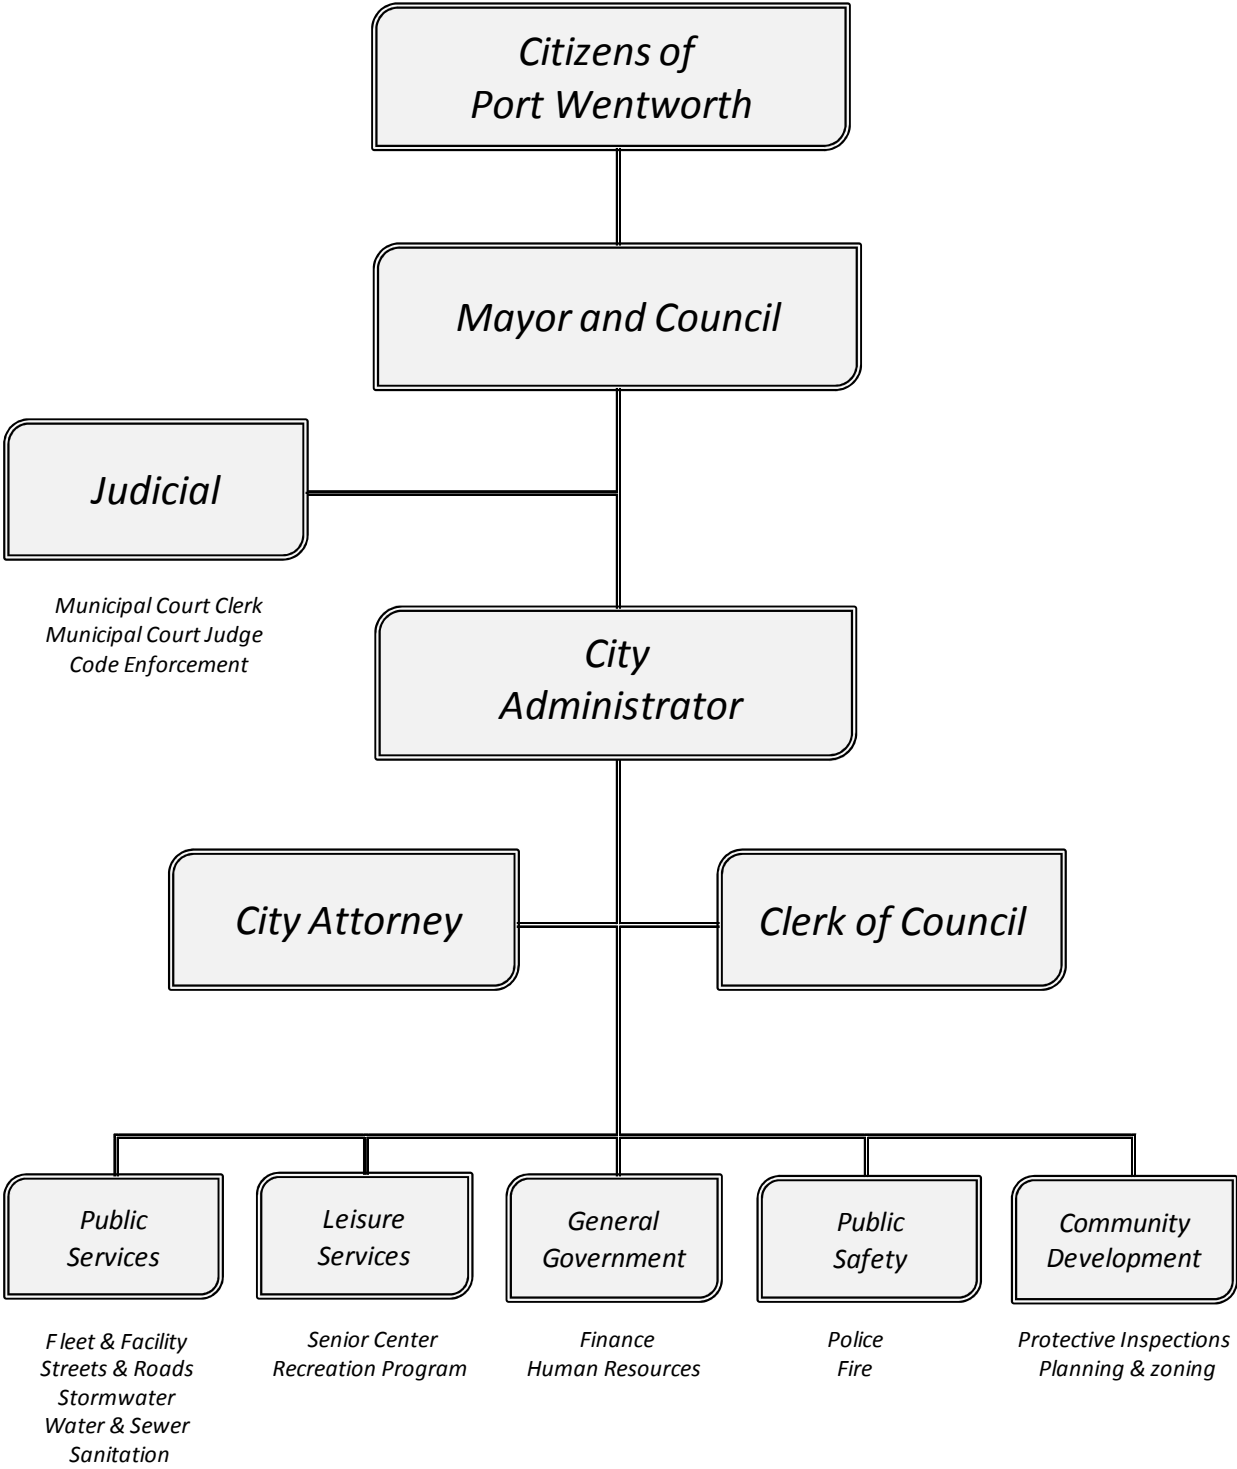 Citizens of
Port Wentworth
Mayor and Council
Judicial
Municipal Court Clerk
Municipal Court Judge
Code Enforcement
City
Administrator
City Attorney
Clerk of Council
Public
Services
Fleet & Facility
Streets & Roads
Stormwater
Water & Sewer
Sanitation
Leisure
Services
Senior Center
Recreation Program
General
Government
Finance
Human Resources
Public
Safety
Police
Fire
Community
Development
Protective Inspections
Planning & zoning